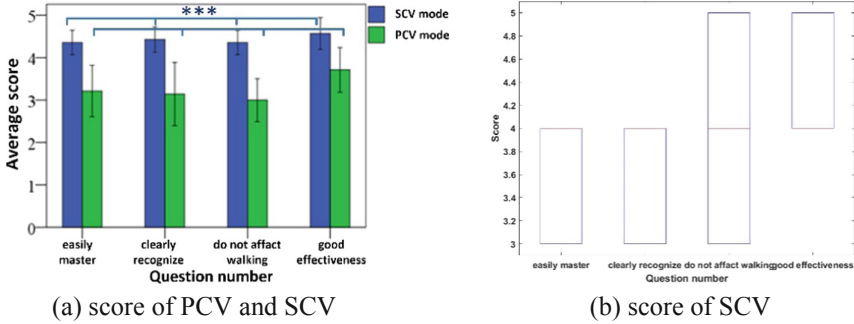 ***
SCV mode
PCV mode
Average score
5
4
3
2
1
0
easily master
clearly recognize
do not affact walking
good effectiveness
Question number
(a) score of PCV and SCV
Score
5
4.8
4.6
4.4
4.2
4
3.8
3.6
3.4
3.2
3
easily master
clearly recognize
do not affact walking
good effectiveness
Question number
(b) score of SCV